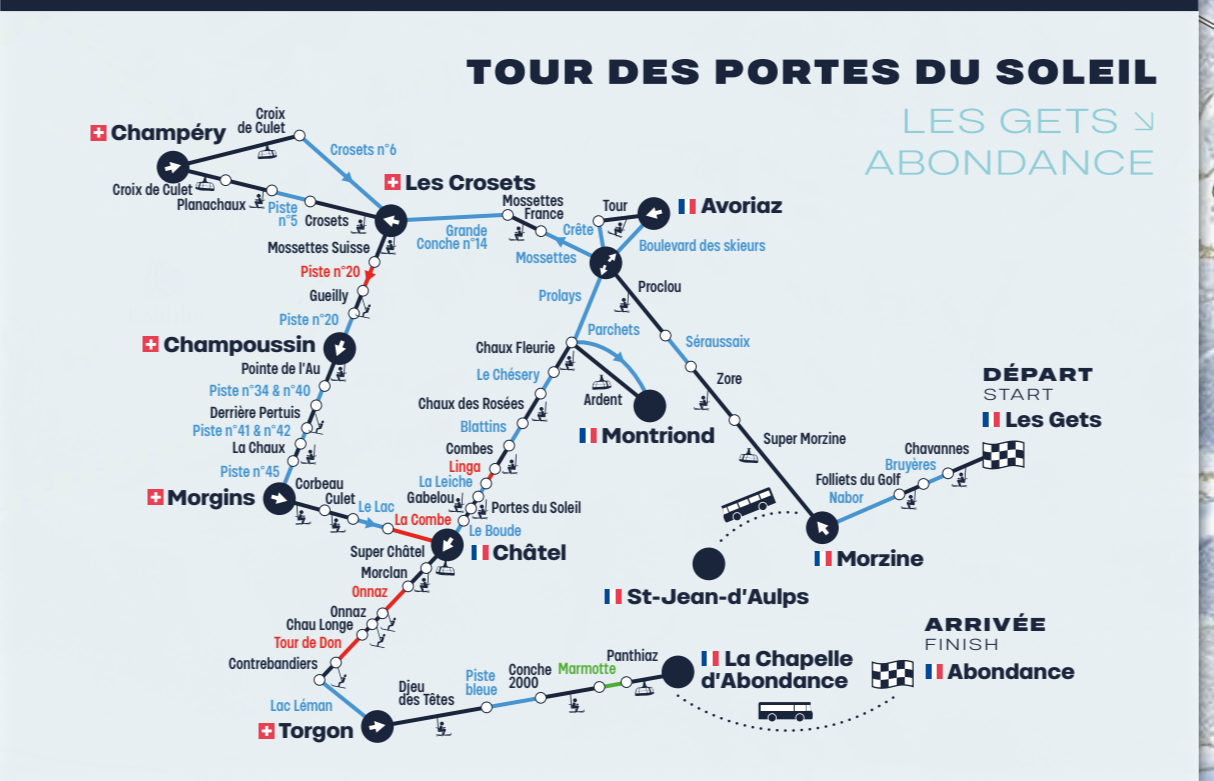 TOUR DES PORTES DU SOLEIL
LES GETS ↘
ABONDANCE
Champéry
Croix
de Culet
Crosets n°6
Croix de Culet
Planachaux
Piste
n°5
Crosets
Les Crosets
Mossettes
France
Grande
Conche n°14
Crête
Tour
Avoriaz
Boulevard des skieurs
Mossettes
Mossettes Suisse
Piste n°20
Gueilly
Piste n°20
Champoussin
Pointe de l'Au
Piste n°34 & n°40
Derrière Pertuis
Piste n°41 & n°42
La Chaux
Piste n°45
Morgins
Corbeau
Culet
Le Lac
La Combe
Prolays
Proclou
Parchets
Chaux Fleurie
Le Chésery
Ardent
Montriond
Chaux des Rosées
Blattins
Combes
Linga
La Leiche
Gabelou
Portes du Soleil
Le Boude
Châtel
Séraussaix
Zore
Super Morzine
DÉPART
START
Les Gets
Chavannes
Bruyères
Folliets du Golf
Nabor
Morzine
St-Jean-d'Aulps
Super Châtel
Morclan
Onnaz
Onnaz
Chau Longe
Tour de Don
Contrebandiers
Lac Léman
Torgon
Djeu
des Têtes
Piste
bleue
Conche
2000
Marmotte
Panthiaz
La Chapelle
d'Abondance
ARRIVÉE
FINISH
Abondance